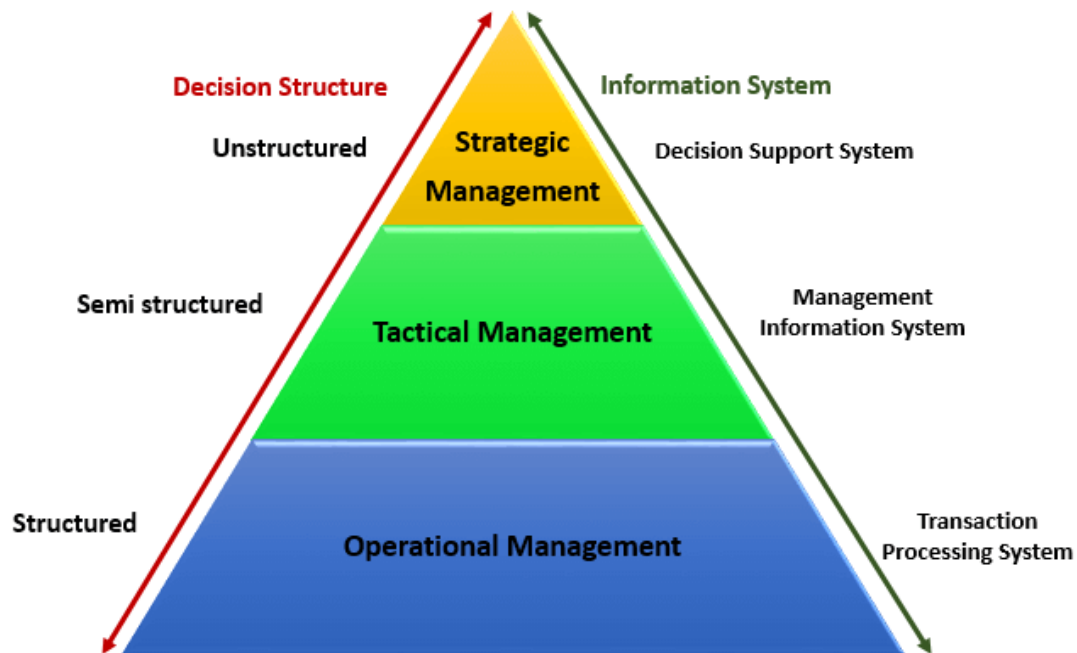 Decision Structure
Information System
Unstructured
Strategic
Management
Decision Support System
Semi structured
Tactical Management
Management
Information System
Structured
Operational Management
Transaction
Processing System